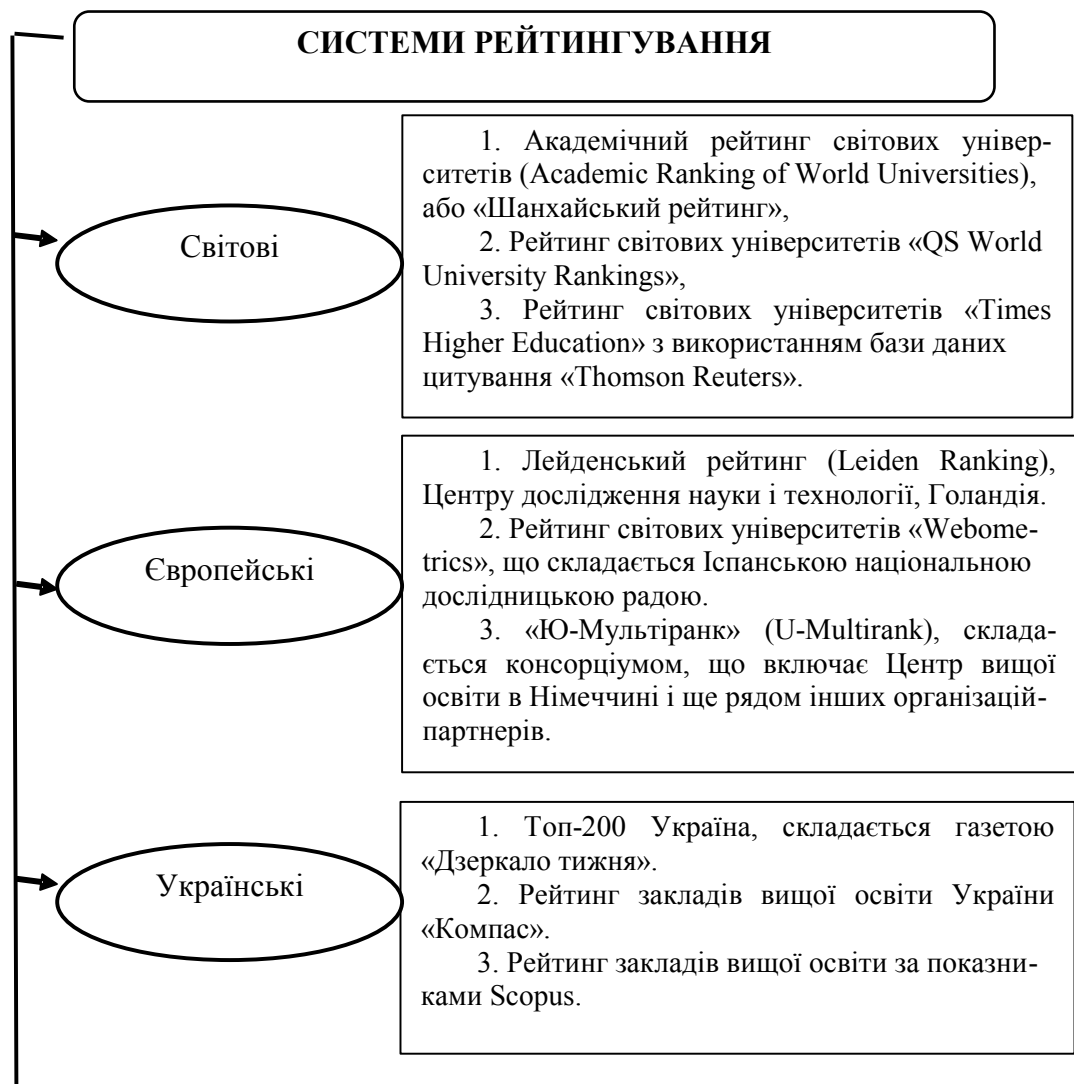 СИСТЕМИ РЕЙТИНГУВАННЯ
Світові
1. Академічний рейтинг світових універ-
ситетів (Academic Ranking of World Universities),
або «Шанхайський рейтинг»,
2. Рейтинг світових університетів «QS World
University Rankings»,
3. Рейтинг світових університетів «Times
Higher Education» з використанням бази даних
цитування «Thomson Reuters».
Європейські
1. Лейденський рейтинг (Leiden Ranking),
Центру дослідження науки і технології, Голандія.
2. Рейтинг світових університетів «Webome-
trics», що складається Іспанською національною
дослідницькою радою.
3. «Ю-Мультіранк» (U-Multirank), склада-
ється консорціумом, що включає Центр вищої
освіти в Німеччині і ще рядом інших організацій-
партнерів.
Українські
1. Топ-200 Україна, складається газетою
«Дзеркало тижня».
2. Рейтинг закладів вищої освіти України
«Компас».
3. Рейтинг закладів вищої освіти за показни-
ками Scopus.